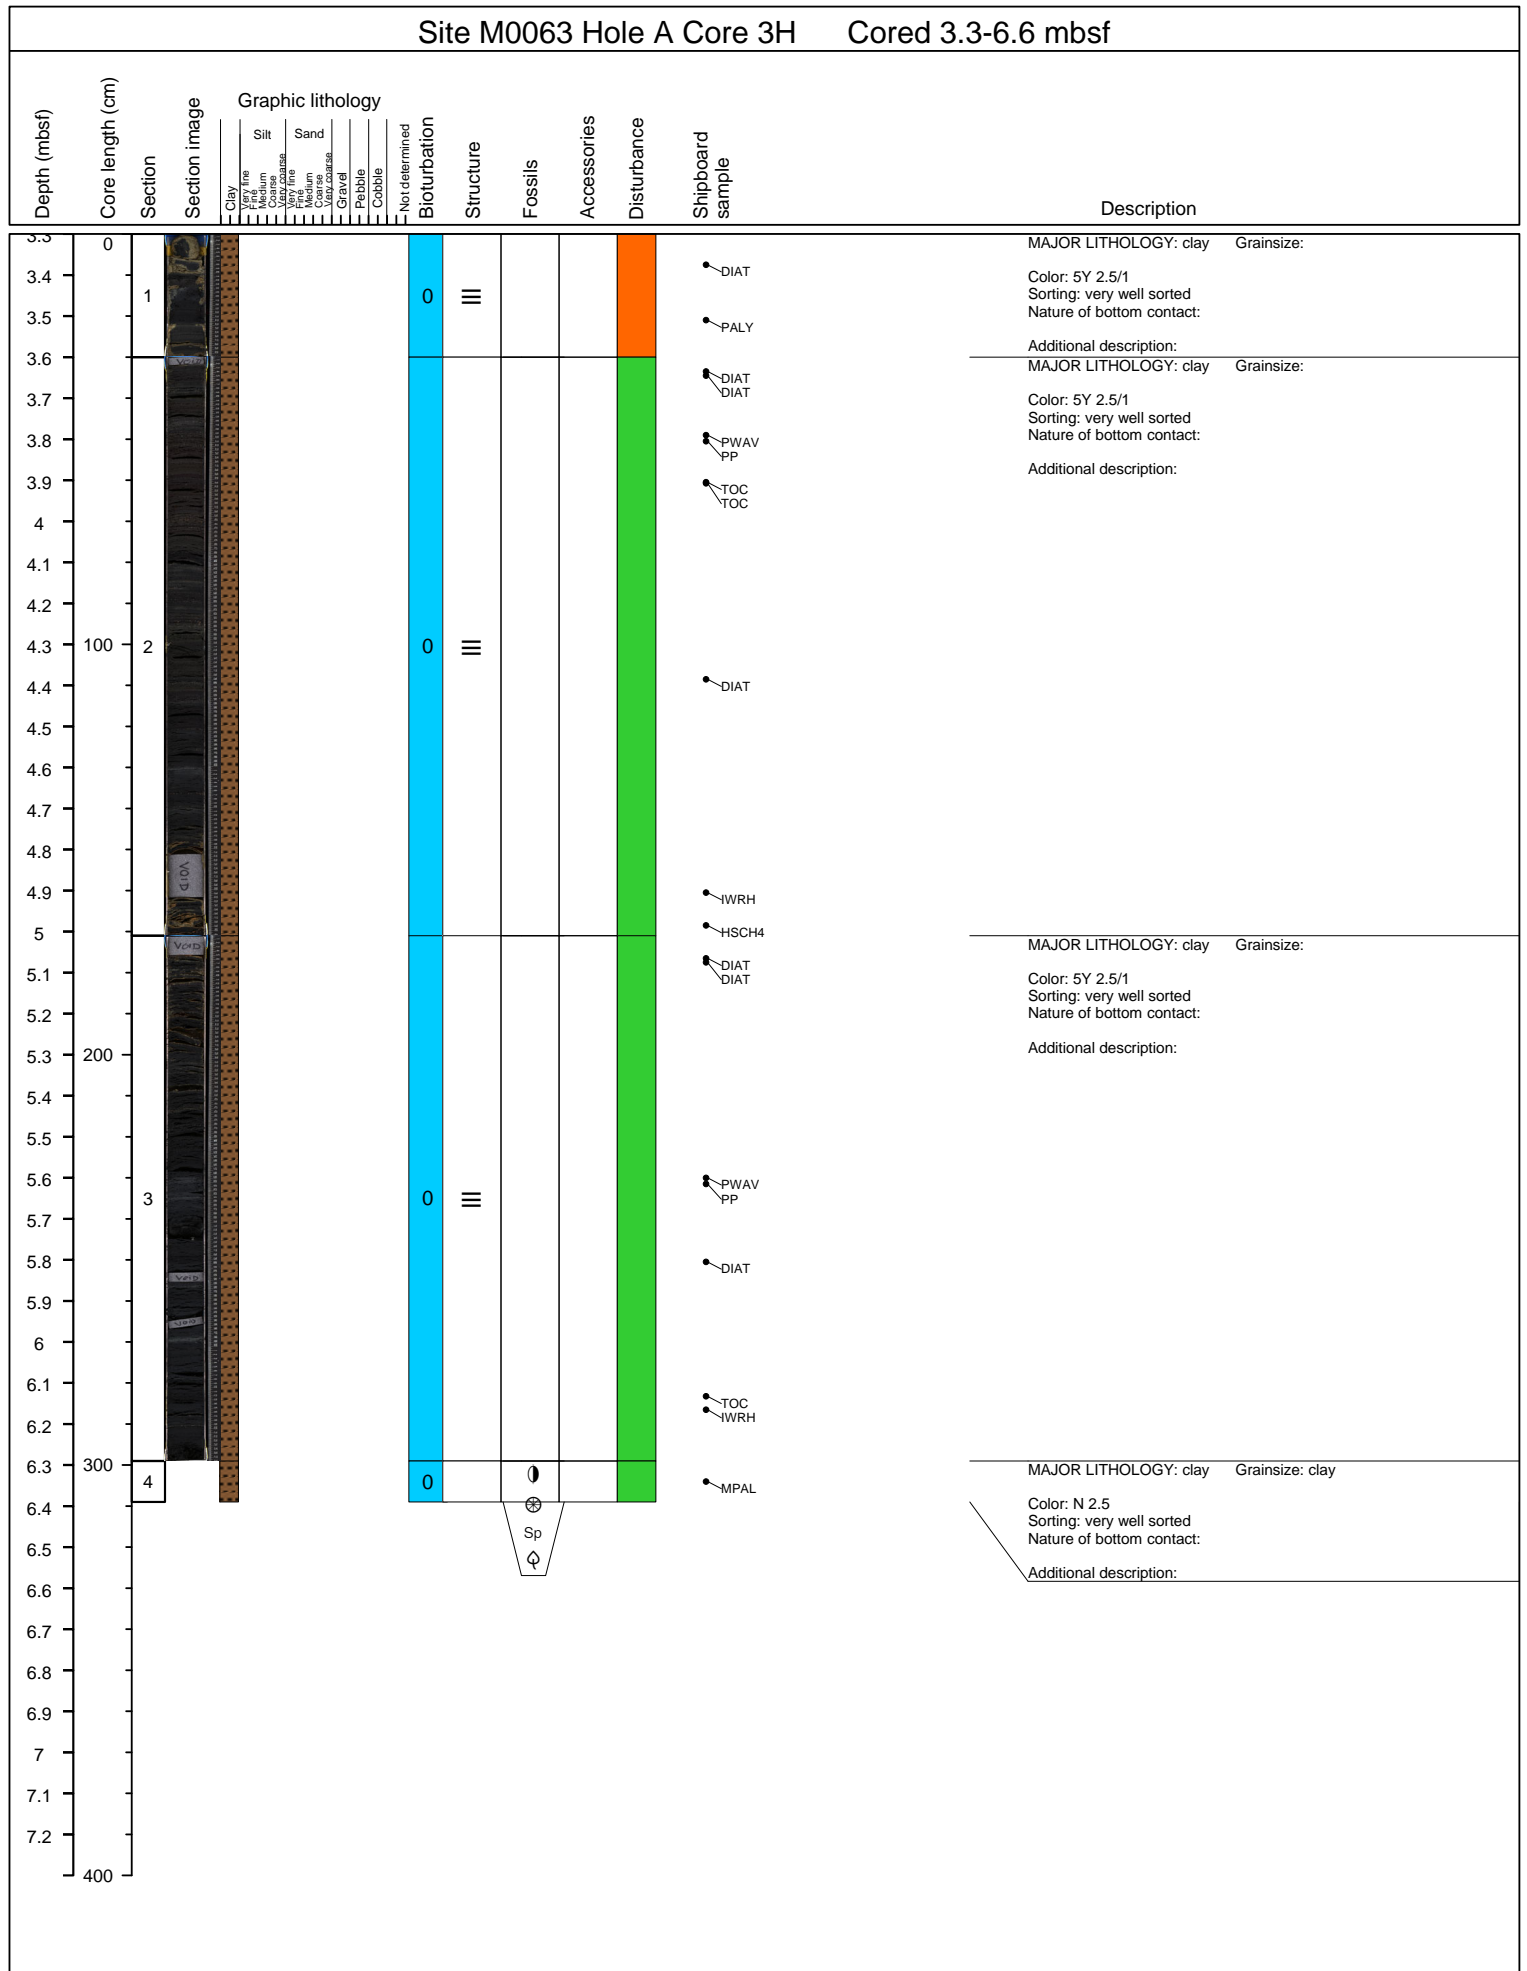 Site M0063 Hole A Core 3H Cored 3.3-6.6 mbsf
Depth (mbsf)
Core length (cm)
Section
Section image
Graphic lithology
Clay
Silt
Very fine
Fine
Medium
Coarse
Very coarse
Sand
Very fine
Fine
Medium
Coarse
Very coarse
Gravel
Pebble
Cobble
Not determined
Bioturbation
Structure
Fossils
Accessories
Disturbance
Shipboard
sample
Description
3.3
3.4
3.5
3.6
3.7
3.8
3.9
4
4.1
4.2
4.3
4.4
4.5
4.6
4.7
4.8
4.9
5
5.1
5.2
5.3
5.4
5.5
5.6
5.7
5.8
5.9
6
6.1
6.2
6.3
6.4
6.5
6.6
6.7
6.8
6.9
7
7.1
7.2
0
100
200
300
400
1
2
3
4
VOID
VOID
VOID
VOID
VOID
0
0
0
0
Sp
DIAT
PALY
DIAT
DIAT
PWAV
PP
TOC
TOC
DIAT
IWRH
HSCH4
DIAT
DIAT
PWAV
PP
DIAT
TOC
IWRH
MPAL
MAJOR LITHOLOGY: clay Grainsize:
Color: 5Y 2.5/1
Sorting: very well sorted
Nature of bottom contact:
Additional description:
MAJOR LITHOLOGY: clay Grainsize:
Color: 5Y 2.5/1
Sorting: very well sorted
Nature of bottom contact:
Additional description:
MAJOR LITHOLOGY: clay Grainsize:
Color: 5Y 2.5/1
Sorting: very well sorted
Nature of bottom contact:
Additional description:
MAJOR LITHOLOGY: clay Grainsize: clay
Color: N 2.5
Sorting: very well sorted
Nature of bottom contact:
Additional description: